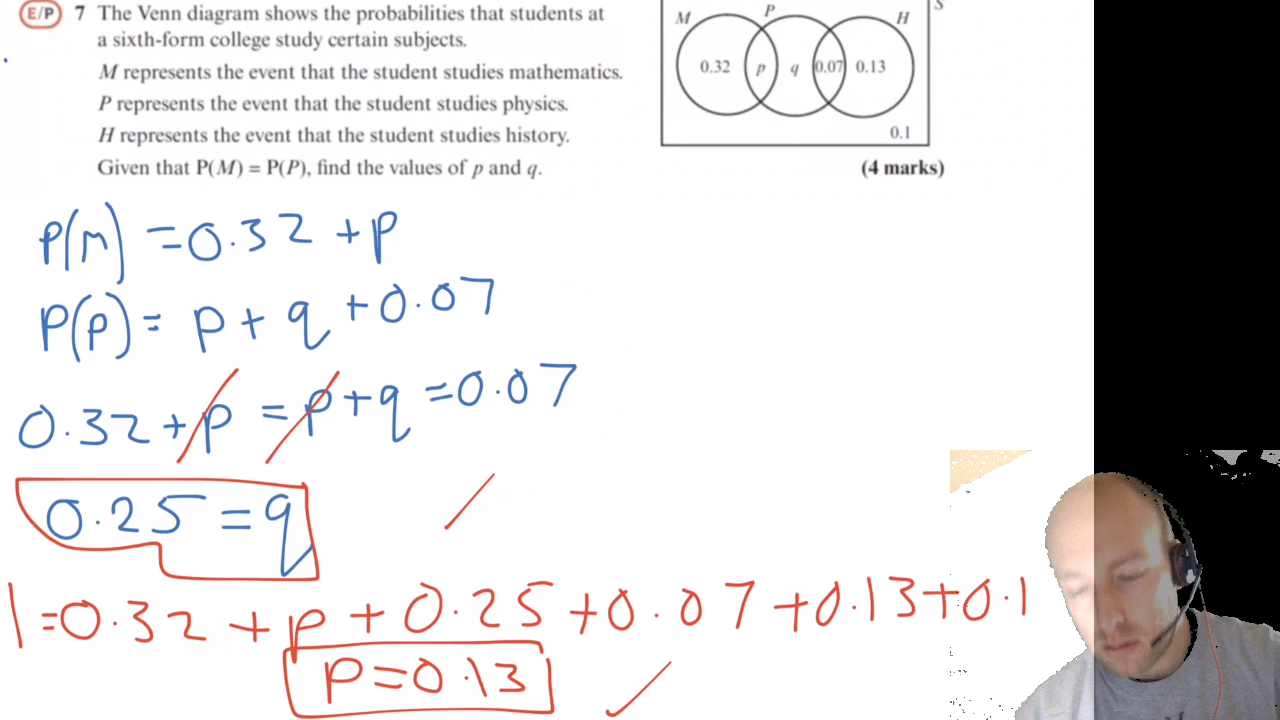 E/P 7 The Venn diagram shows the probabilities that students at
a sixth-form college study certain subjects.
M represents the event that the student studies mathematics.
P represents the event that the student studies physics.
H represents the event that the student studies history.
Given that P(M) = P(P), find the values of p and q.
(4 marks)
M P H S
0.32 p q 0.07 0.13
0.1
P(M) = 0.32 + p
P(P) = p + q + 0.07
0.32 + p = p + q = 0.07
0.25 = q
1 = 0.32 + p + 0.25 + 0.07 + 0.13 + 0.1
p = 0.13